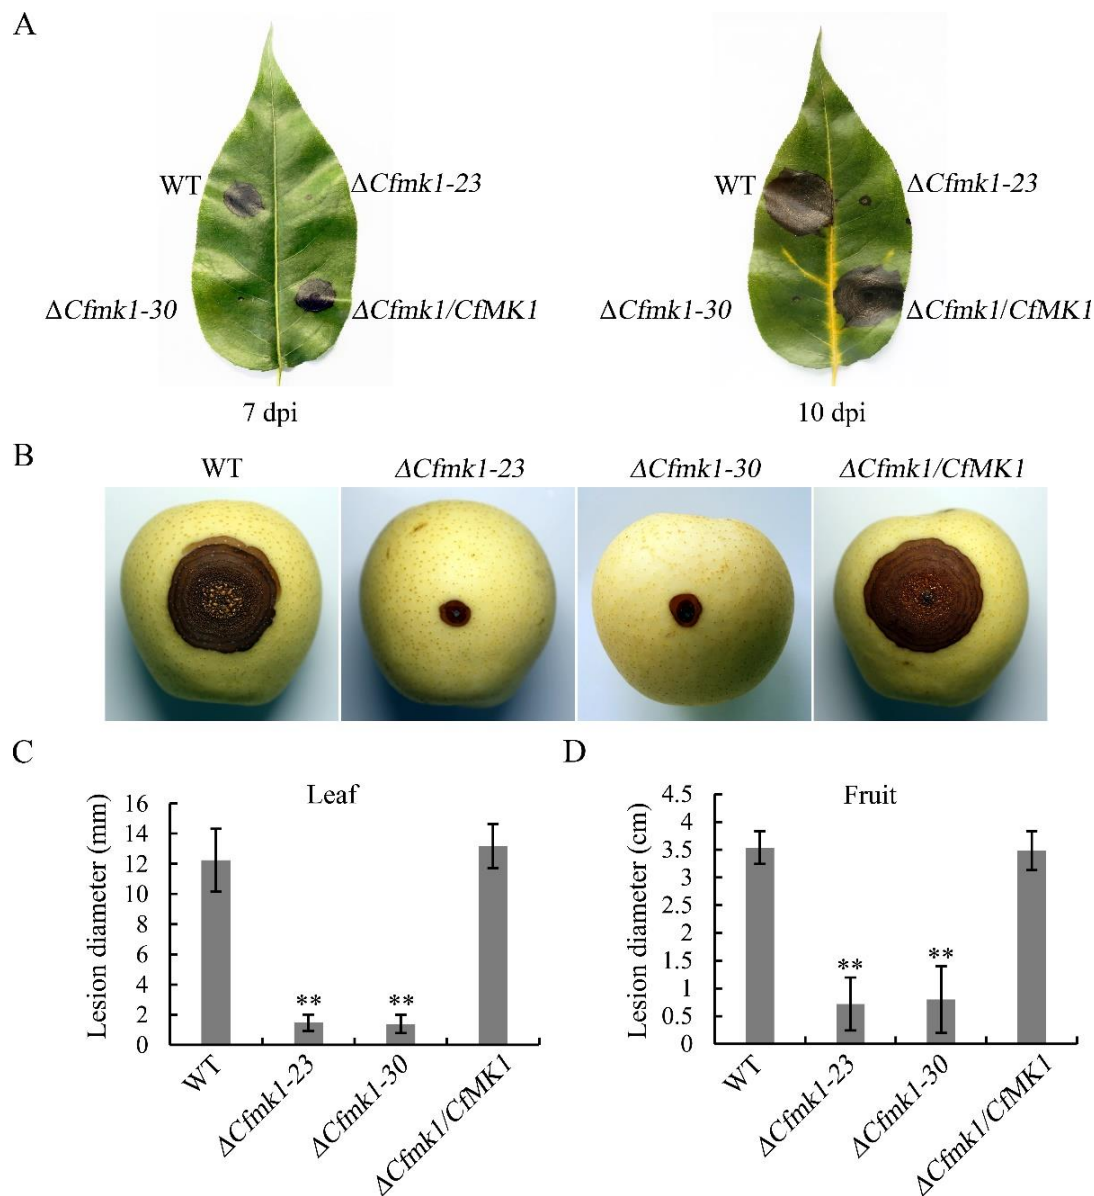 A
WT
ΔCfmk1-23
ΔCfmk1-30
ΔCfmk1/CfMK1
7 dpi
WT
ΔCfmk1-23
ΔCfmk1-30
ΔCfmk1/CfMK1
10 dpi
B
WT
ΔCfmk1-23
ΔCfmk1-30
ΔCfmk1/CfMK1
C
Leaf
Lesion diameter (mm)
16
14
12
10
8
6
4
2
0
**
**
WT
ΔCfmk1-23
ΔCfmk1-30
ΔCfmk1/CfMK1
D
Fruit
Lesion diameter (cm)
4.5
4
3.5
3
2.5
2
1.5
1
0.5
0
**
**
WT
ΔCfmk1-23
ΔCfmk1-30
ΔCfmk1/CfMK1